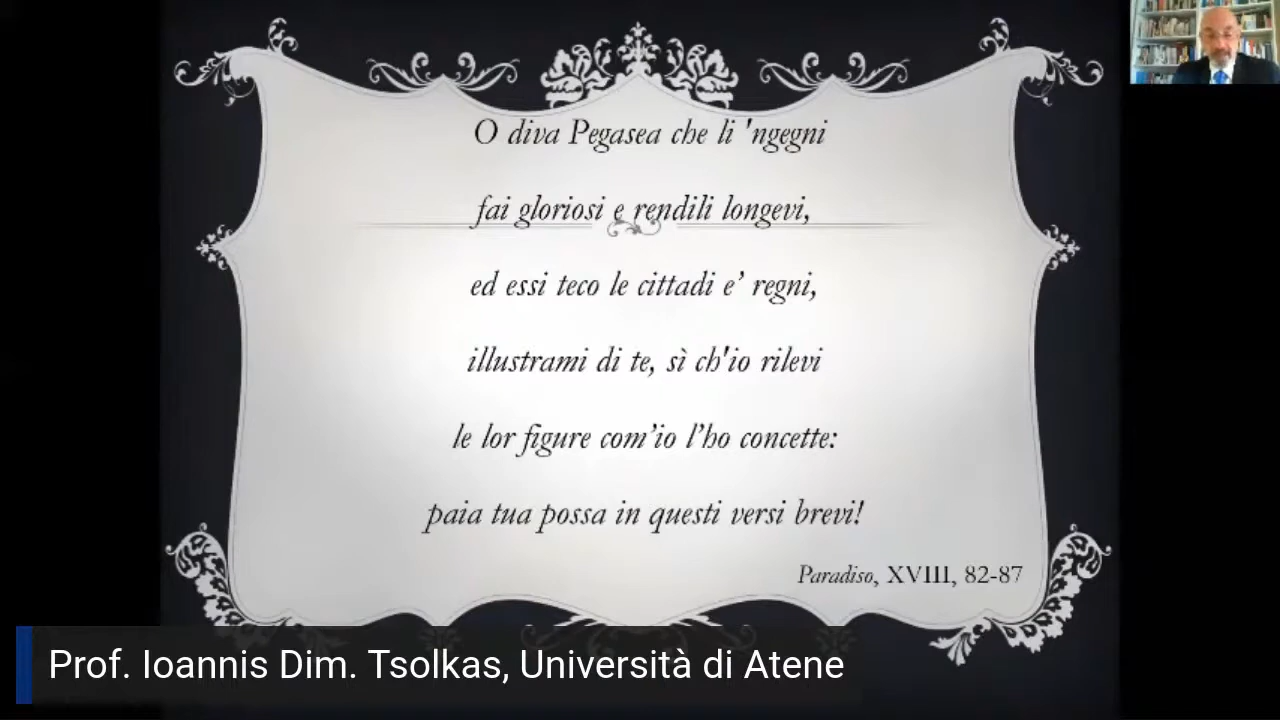 O diva Pegasea che li 'ngegni
fai gloriosi e rendili longevi,
ed essi teco le cittadi e’ regni,
illustrami di te, sì ch'io rilevi
le lor figure com’io l’ho concette:
paia tua possa in questi versi brevi!
Paradiso, XVIII, 82-87
Prof. Ioannis Dim. Tsolkas, Università di Atene